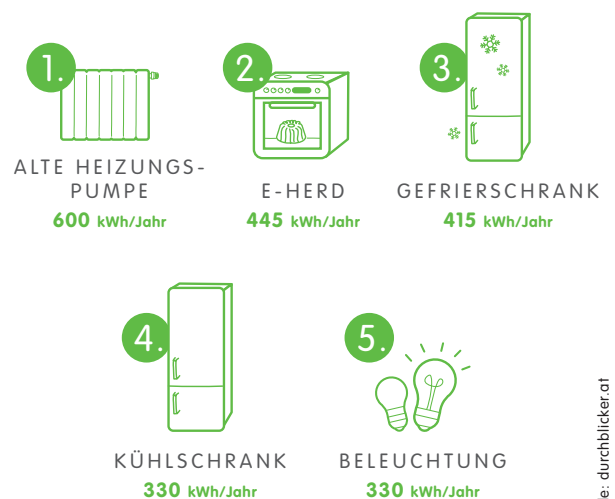 1.
2.
3.
ALTE HEIZUNGS-
PUMPE
600 kWh/Jahr
E-HERD
445 kWh/Jahr
GEFRIERSCHRANK
415 kWh/Jahr
4.
5.
KÜHLSCHRANK
330 kWh/Jahr
BELEUCHTUNG
330 kWh/Jahr
durchblicker.at